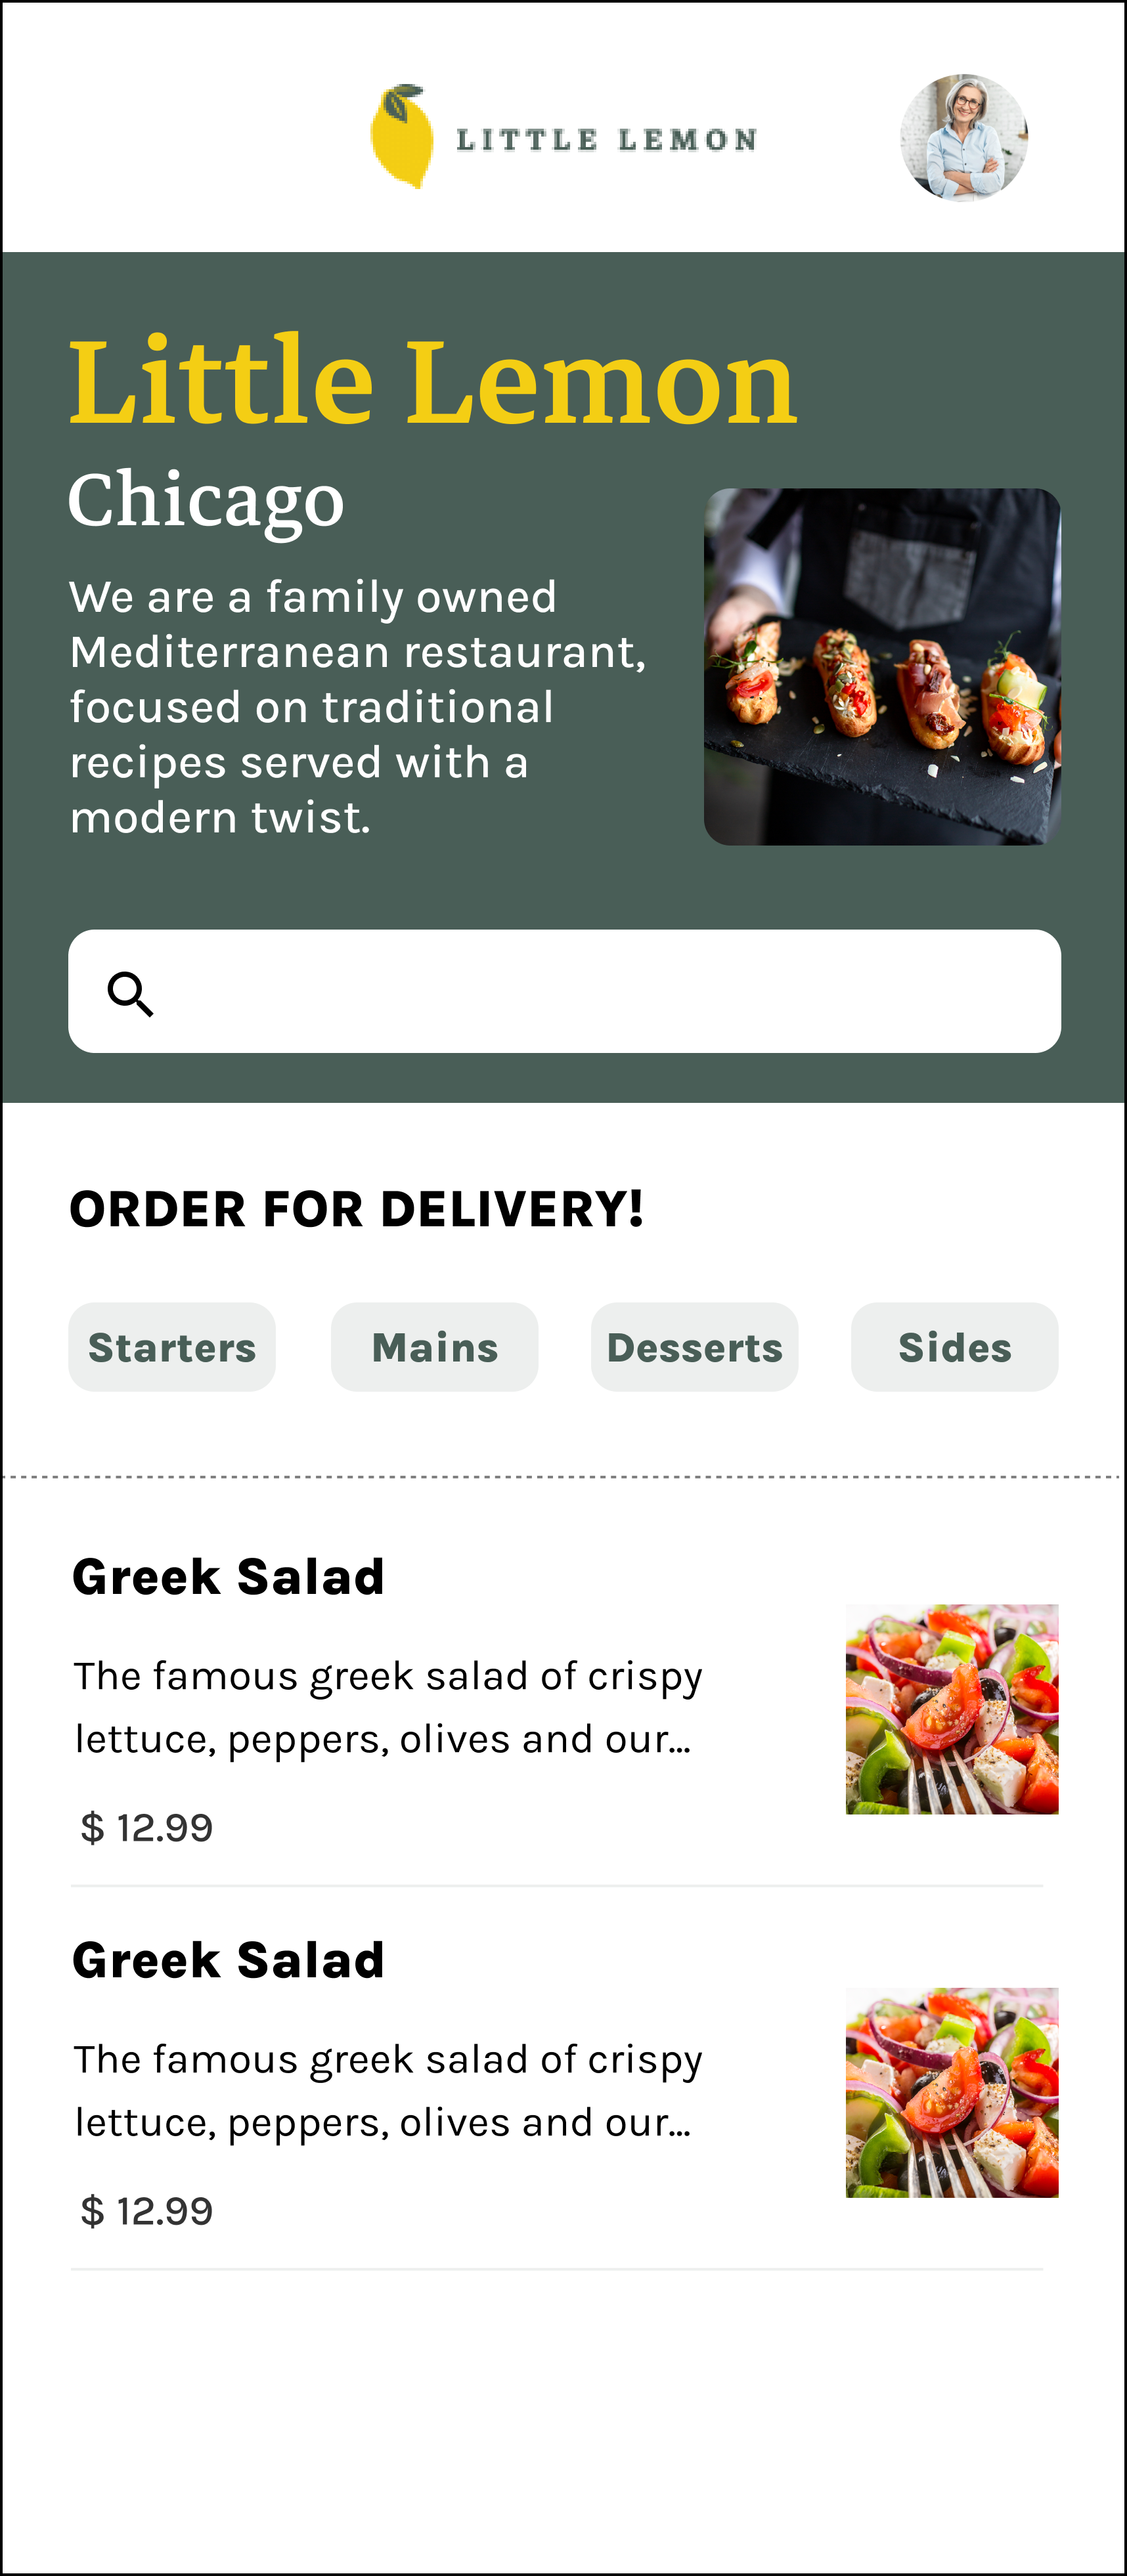 LITTLE LEMON
Little Lemon
Chicago
We are a family owned
Mediterranean restaurant,
focused on traditional
recipes served with a
modern twist.
ORDER FOR DELIVERY!
Starters Mains Desserts Sides
Greek Salad
The famous greek salad of crispy
lettuce, peppers, olives and our...
$ 12.99
Greek Salad
The famous greek salad of crispy
lettuce, peppers, olives and our...
$ 12.99